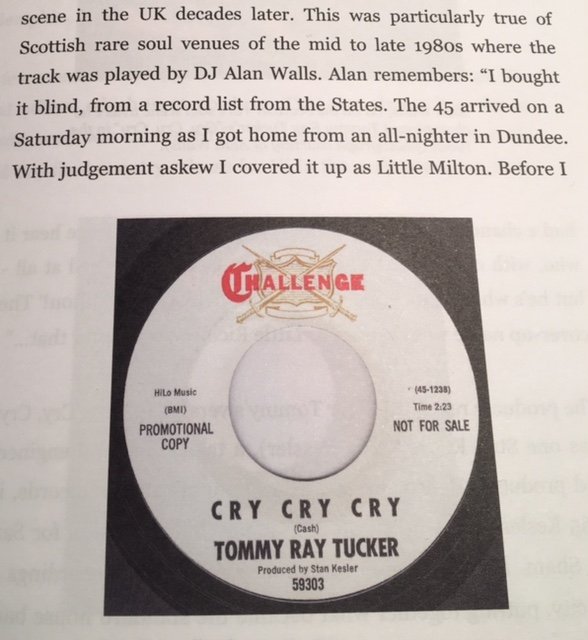 scene in the UK decades later. This was particularly true of
Scottish rare soul venues of the mid to late 1980s where the
track was played by DJ Alan Walls. Alan remembers: “I bought
it blind, from a record list from the States. The 45 arrived on a
Saturday morning as I got home from an all-nighter in Dundee.
With judgement askew I covered it up as Little Milton. Before I
CHALLENGE
HiLo Music
(BMI)
PROMOTIONAL
COPY
(45-1238)
Time 2:23
NOT FOR SALE
CRY CRY CRY
(Cash)
TOMMY RAY TUCKER
Produced by Stan Kesler
59303